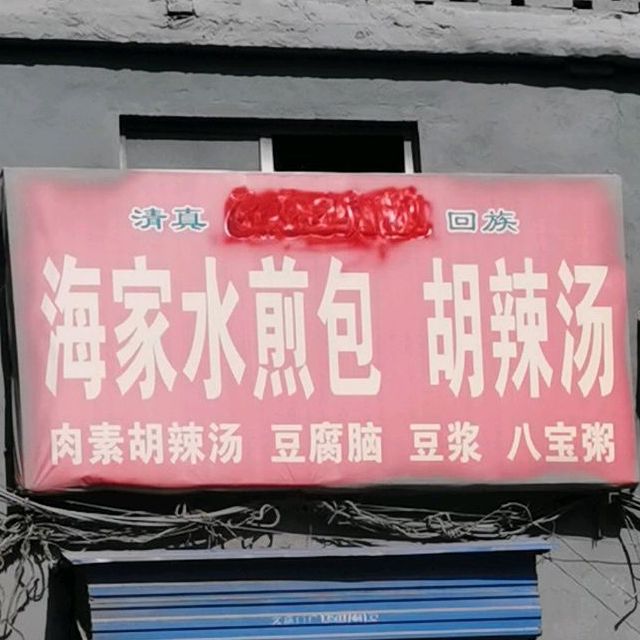 清真 回族
海家水煎包 胡辣汤
肉素胡辣汤 豆腐脑 豆浆 八宝粥